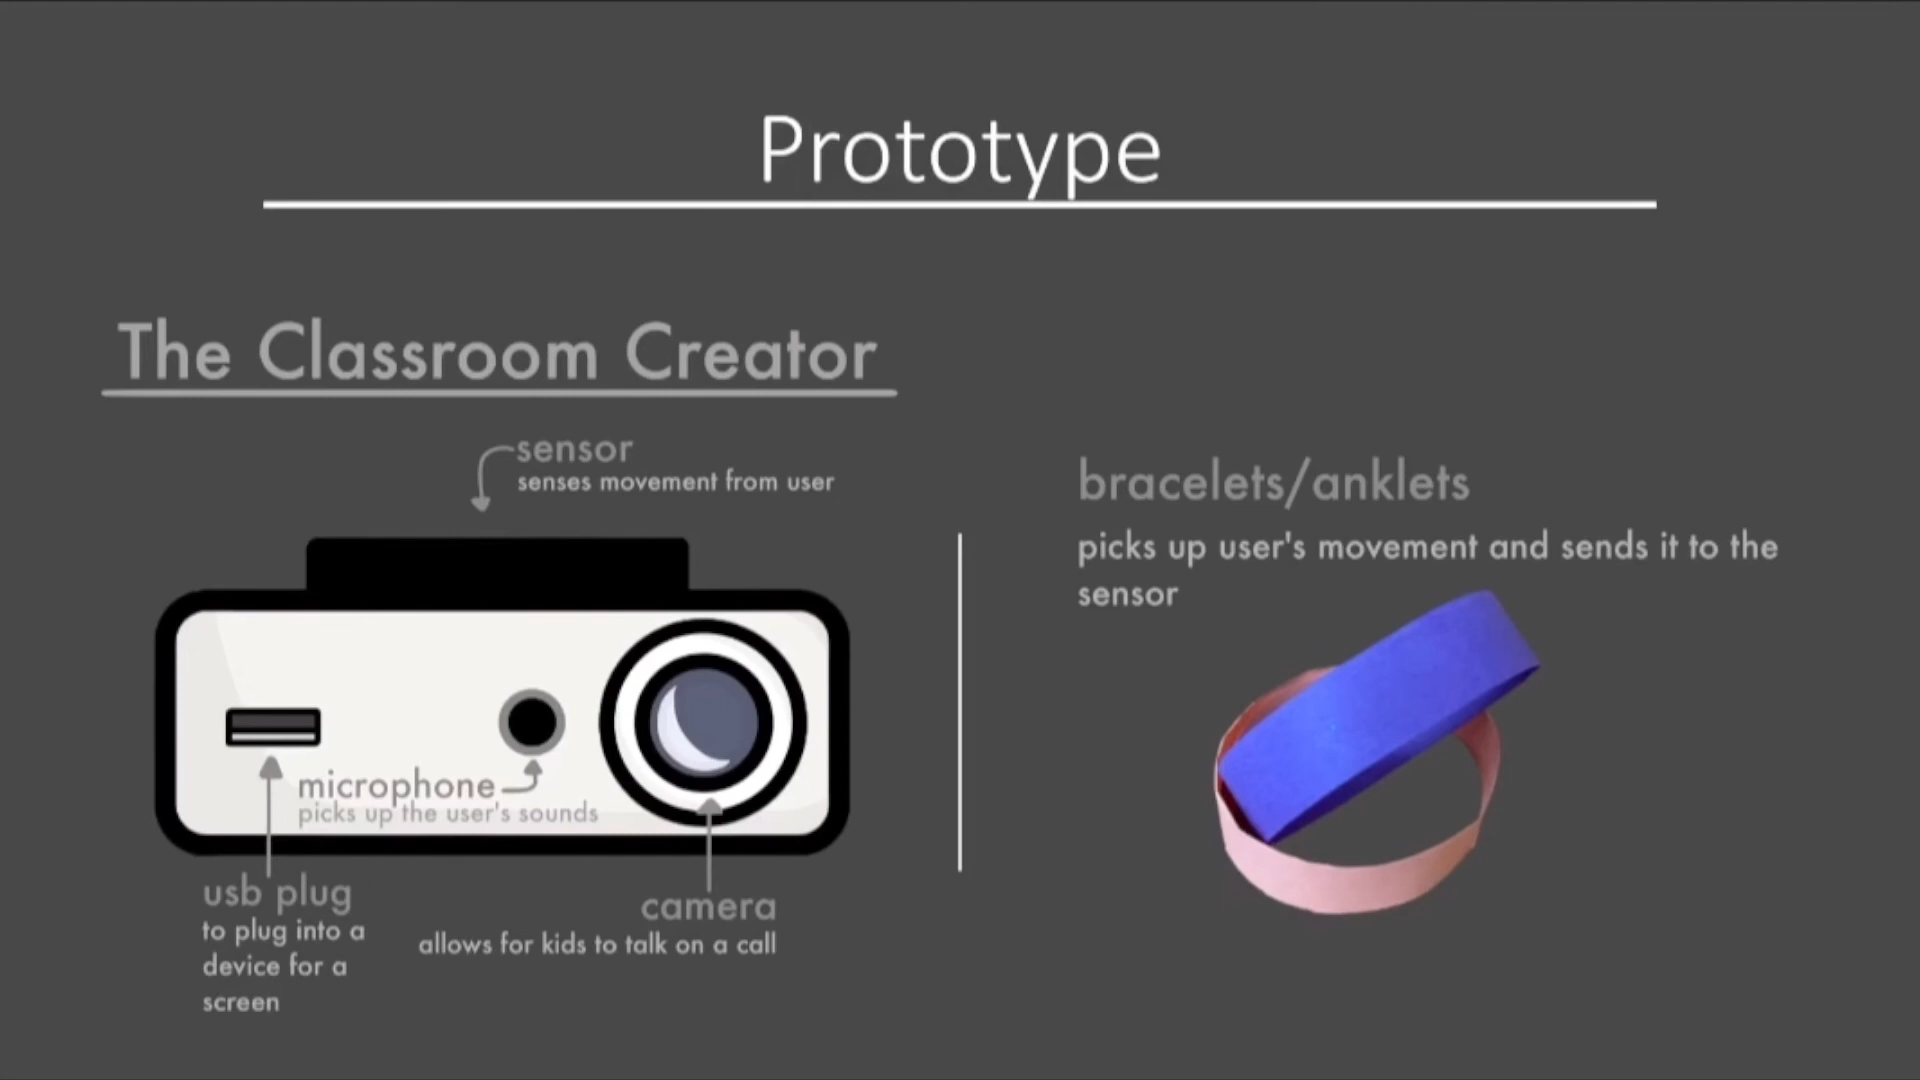 Prototype
The Classroom Creator
sensor
senses movement from user
microphone
picks up the user's sounds
usb plug
to plug into a
device for a
screen
camera
allows for kids to talk on a call
bracelets/anklets
picks up user's movement and sends it to the
sensor